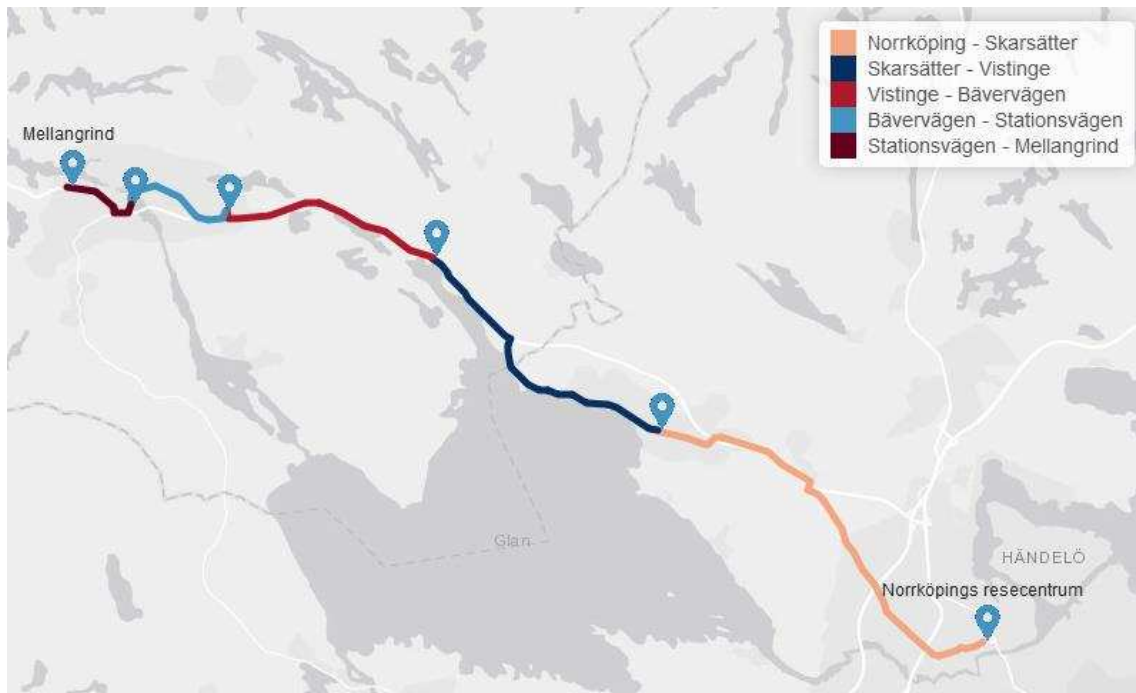 Norrköping - Skarsätter
Skarsätter - Vistinge
Vistinge - Bävervägen
Bävervägen - Stationsvägen
Stationsvägen - Mellangrind
Mellangrind
Glan
HÄNDELÖ
Norrköpings resecentrum